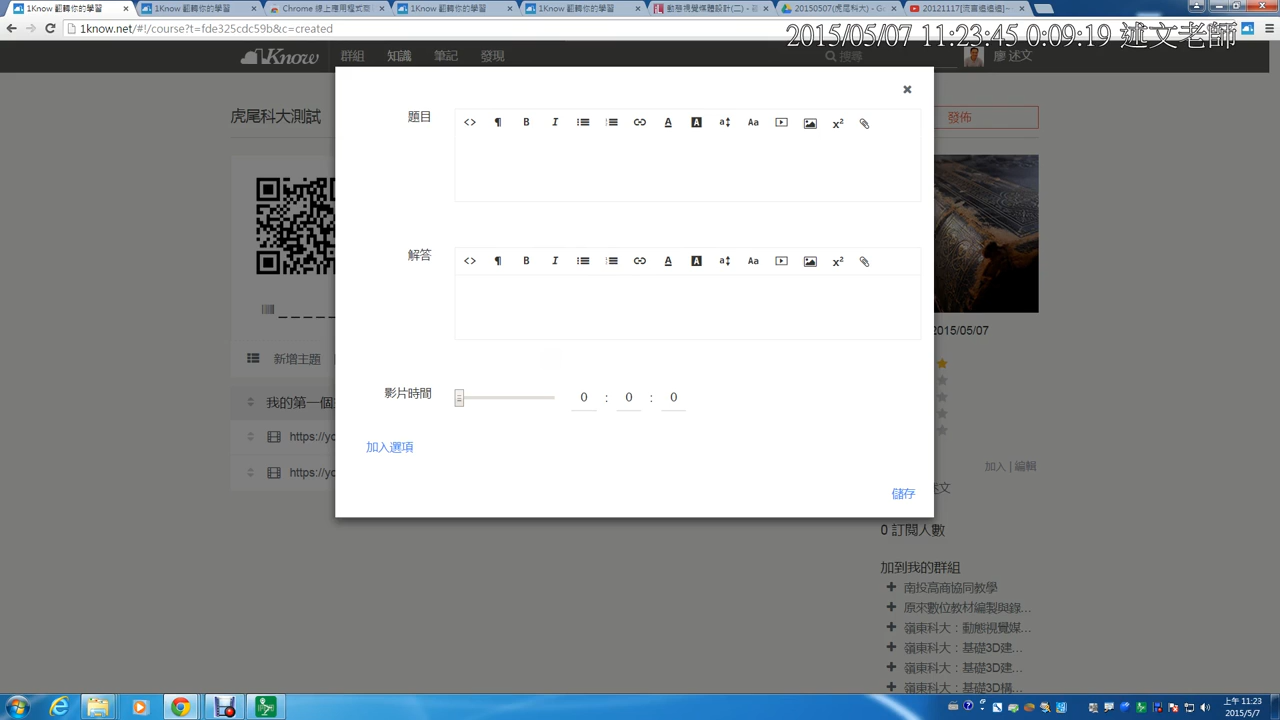 1Know 翻轉你的學習
1Know 翻轉你的學習
Chrome 線上應用程式商
1Know 翻轉你的學習
1Know 翻轉你的學習
動態視覺媒體設計(二) -
20150507(虎尾科大) - Go
20121117[頁首追追追]—
1know.net/#!/course?t=fde325cdc59b&c=created
2015/05/07 11:23:45 0:09:19 述文老師
1Know
群組
知識
筆記
發現
搜尋
廖 述文
虎尾科大測試
發佈
題目
B
I
A
A
Aa
x²
解答
B
I
A
A
Aa
x²
2015/05/07
新增主題
影片時間
0 : 0 : 0
我的第一個
https://yo
加入選項
https://yo
加入 | 編輯
儲存
述文
0 訂閱人數
加到我的群組
南投高商協同教學
原來數位教材編製與錄...
嶺東科大：動態視覺媒...
嶺東科大：基礎3D建...
嶺東科大：基礎3D建...
嶺東科大：基礎3D構...
上午 11:23
2015/5/7